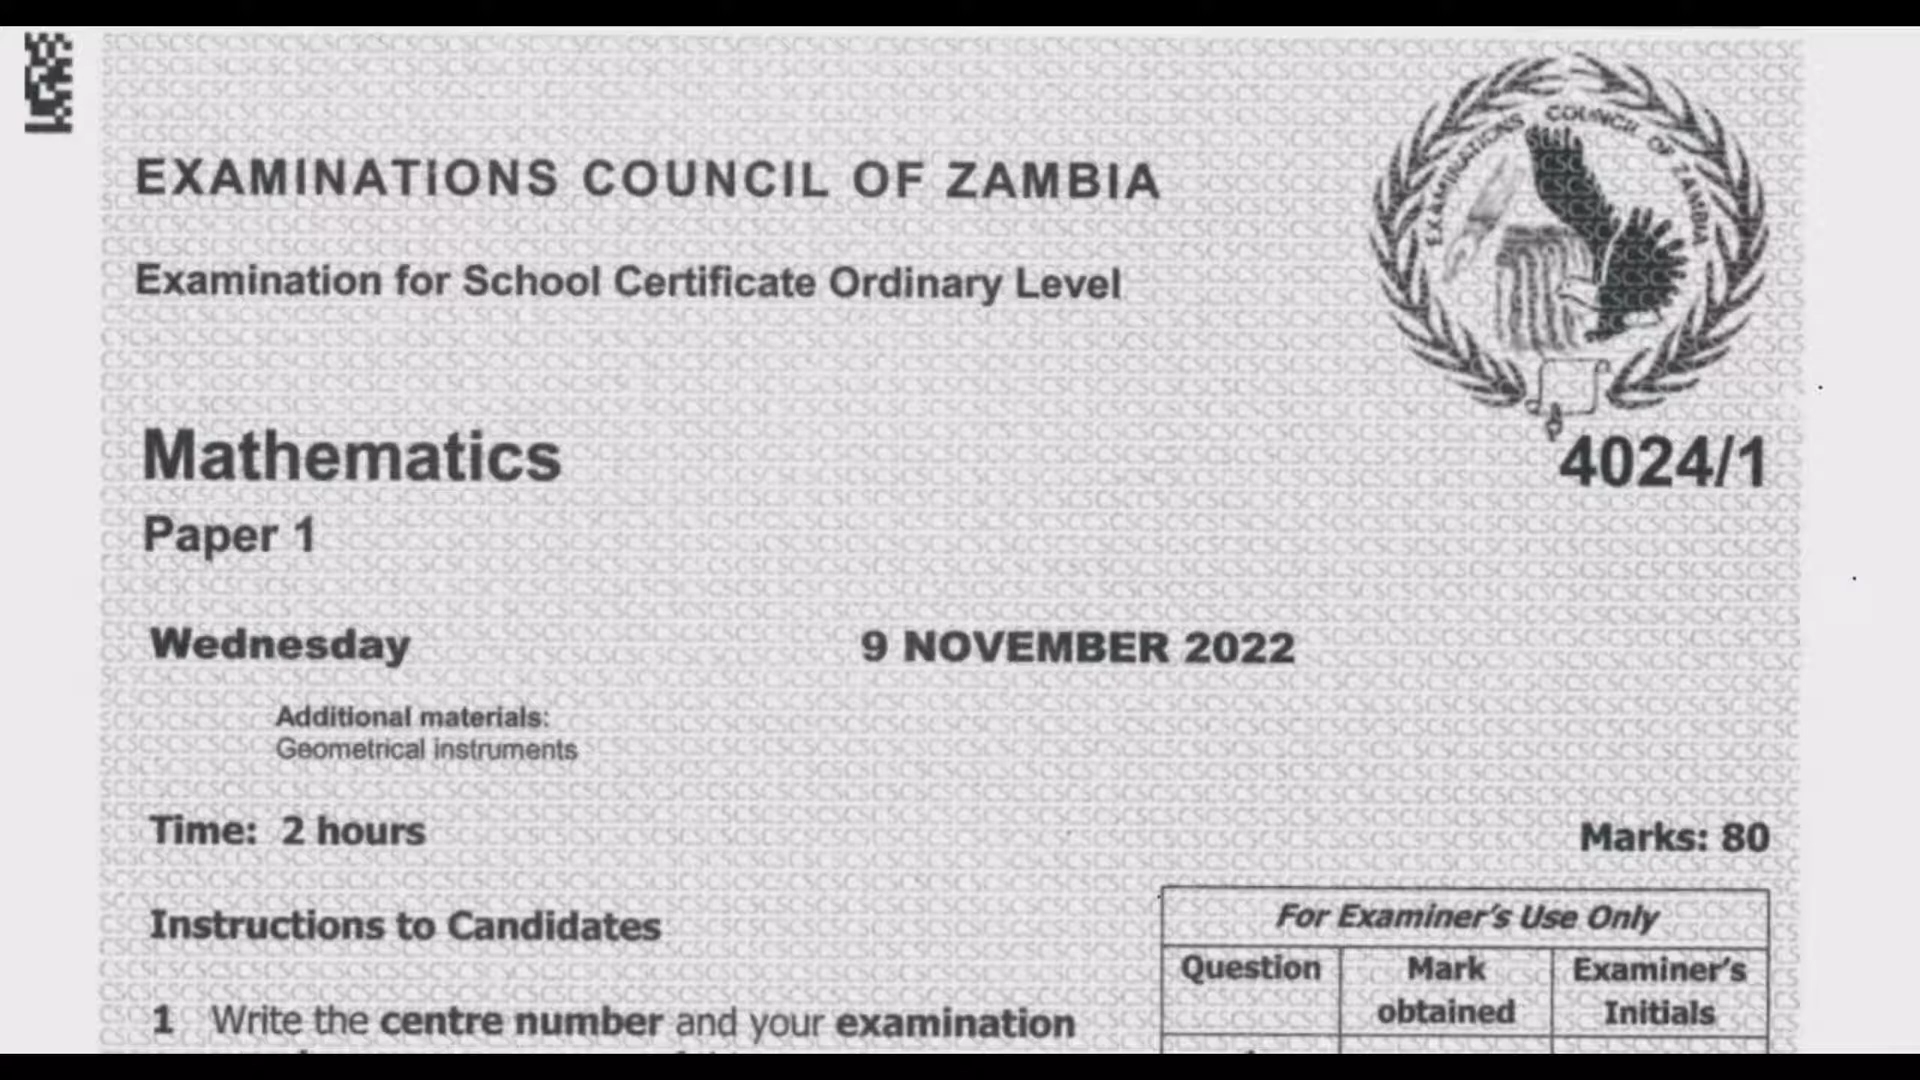 EXAMINATIONS COUNCIL OF ZAMBIA
Examination for School Certificate Ordinary Level
EXAMINATIONS COUNCIL OF ZAMBIA
Mathematics
4024/1
Paper 1
Wednesday
9 NOVEMBER 2022
Additional materials:
Geometrical instruments
Time: 2 hours
Marks: 80
Instructions to Candidates
For Examiner's Use Only
Question
Mark obtained
Examiner's Initials
1 Write the centre number and your examination